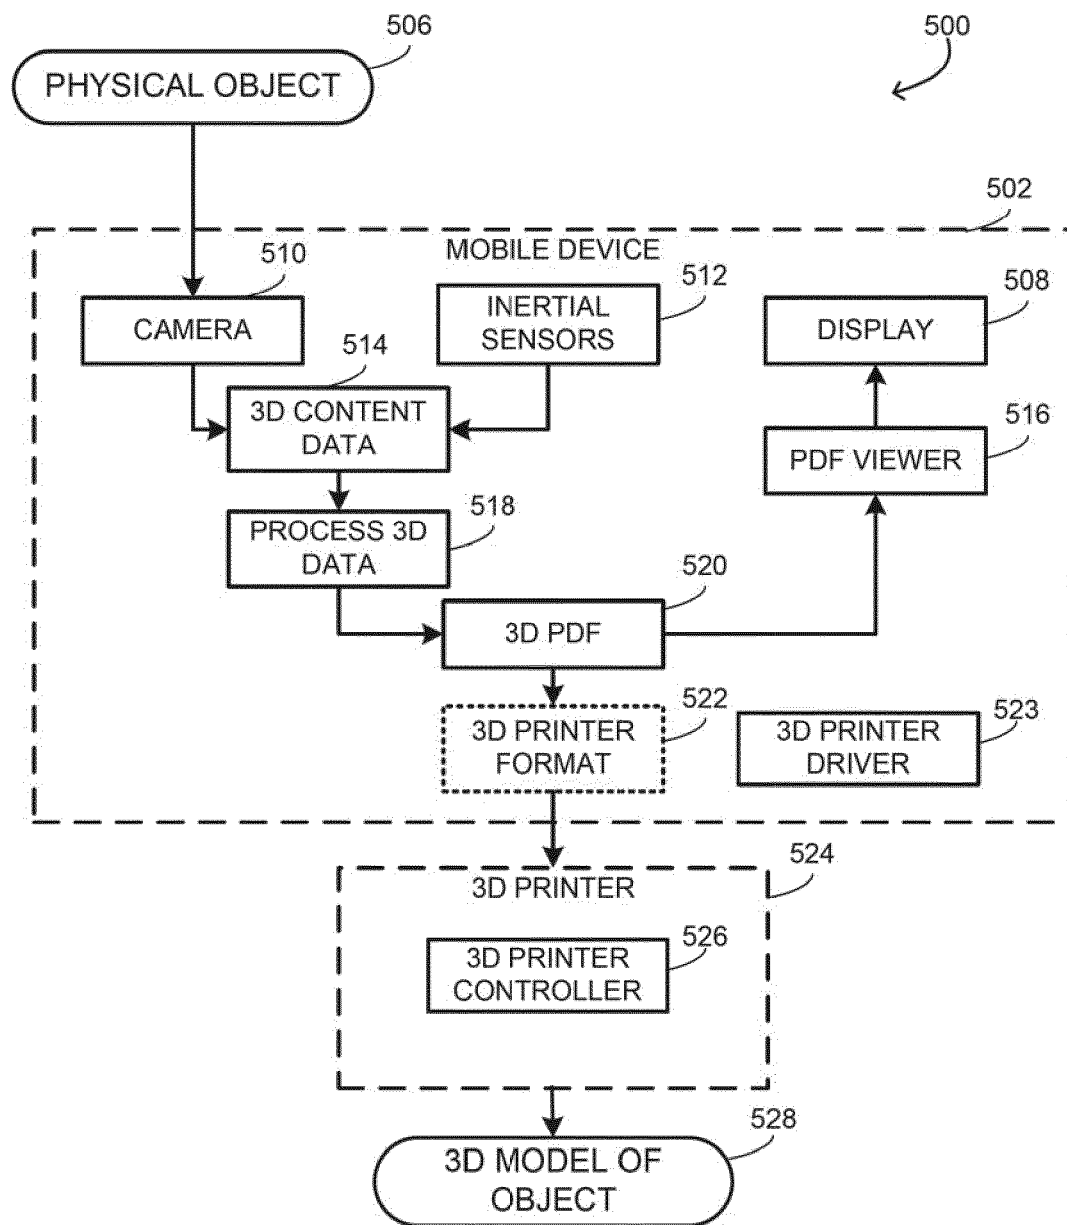 506
500
PHYSICAL OBJECT
502
MOBILE DEVICE
510
512
508
CAMERA
INERTIAL
SENSORS
DISPLAY
514
3D CONTENT
DATA
516
PDF VIEWER
518
PROCESS 3D
DATA
520
3D PDF
522
523
3D PRINTER
FORMAT
3D PRINTER
DRIVER
524
3D PRINTER
526
3D PRINTER
CONTROLLER
528
3D MODEL OF
OBJECT